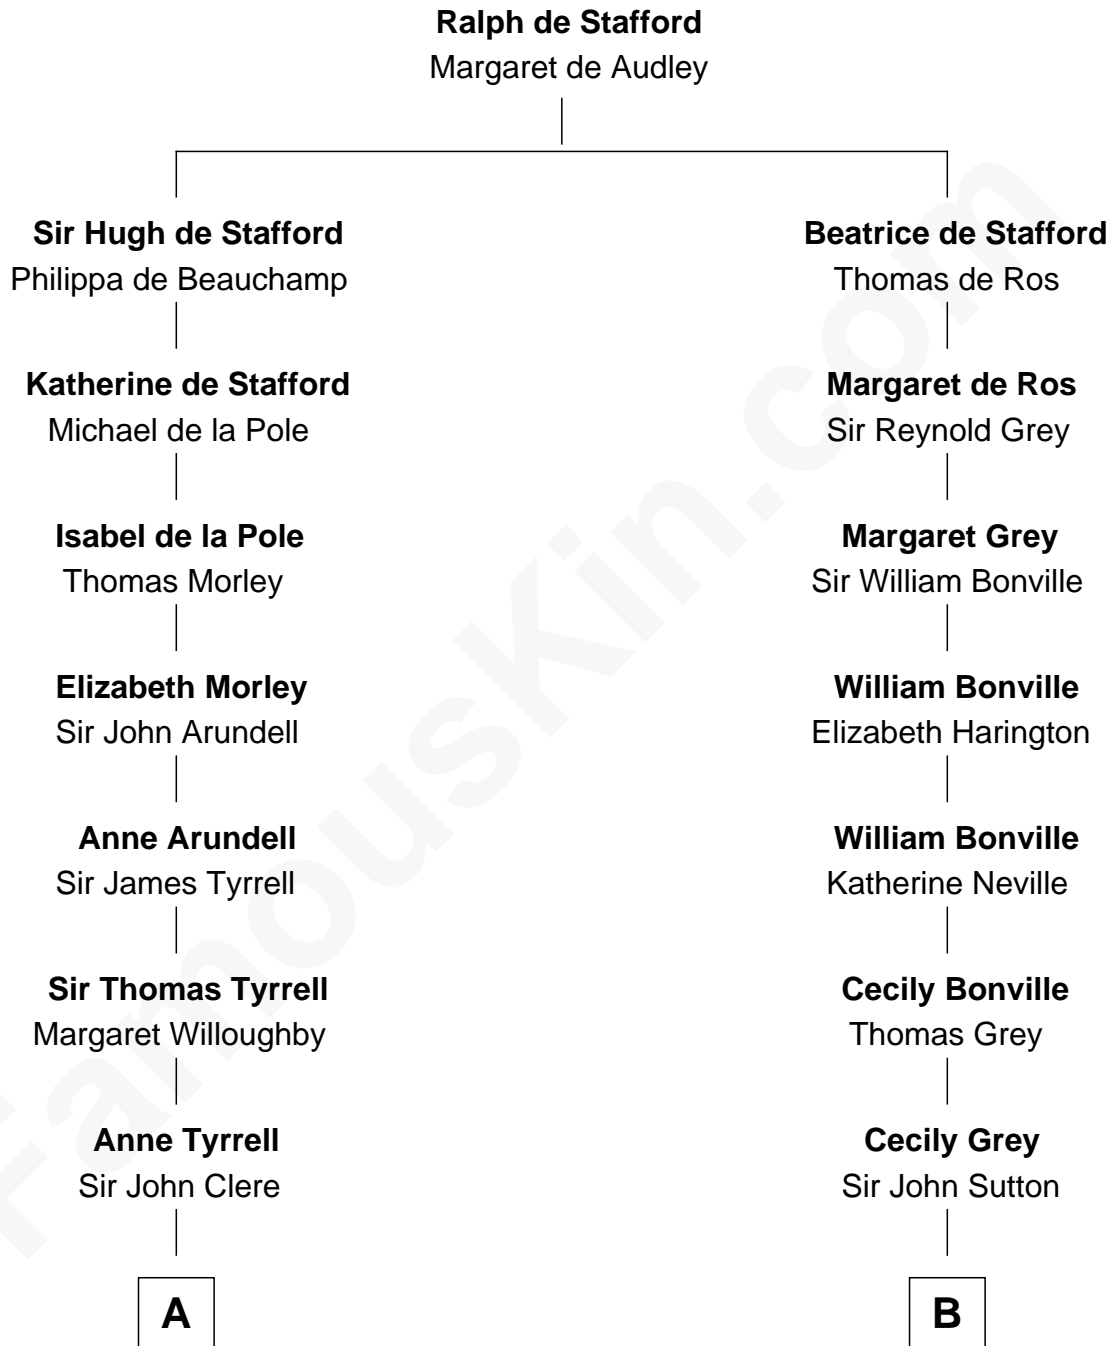 Ralph de Stafford
Margaret de Audley
Sir Hugh de Stafford
Philippa de Beauchamp
Katherine de Stafford
Michael de la Pole
Isabel de la Pole
Thomas Morley
Elizabeth Morley
Sir John Arundell
Anne Arundell
Sir James Tyrrell
Sir Thomas Tyrrell
Margaret Willoughby
Anne Tyrrell
Sir John Clere
A
Beatrice de Stafford
Thomas de Ros
Margaret de Ros
Sir Reynold Grey
Margaret Grey
Sir William Bonville
William Bonville
Elizabeth Harington
William Bonville
Katherine Neville
Cecily Bonville
Thomas Grey
Cecily Grey
Sir John Sutton
B
FamousKin.com